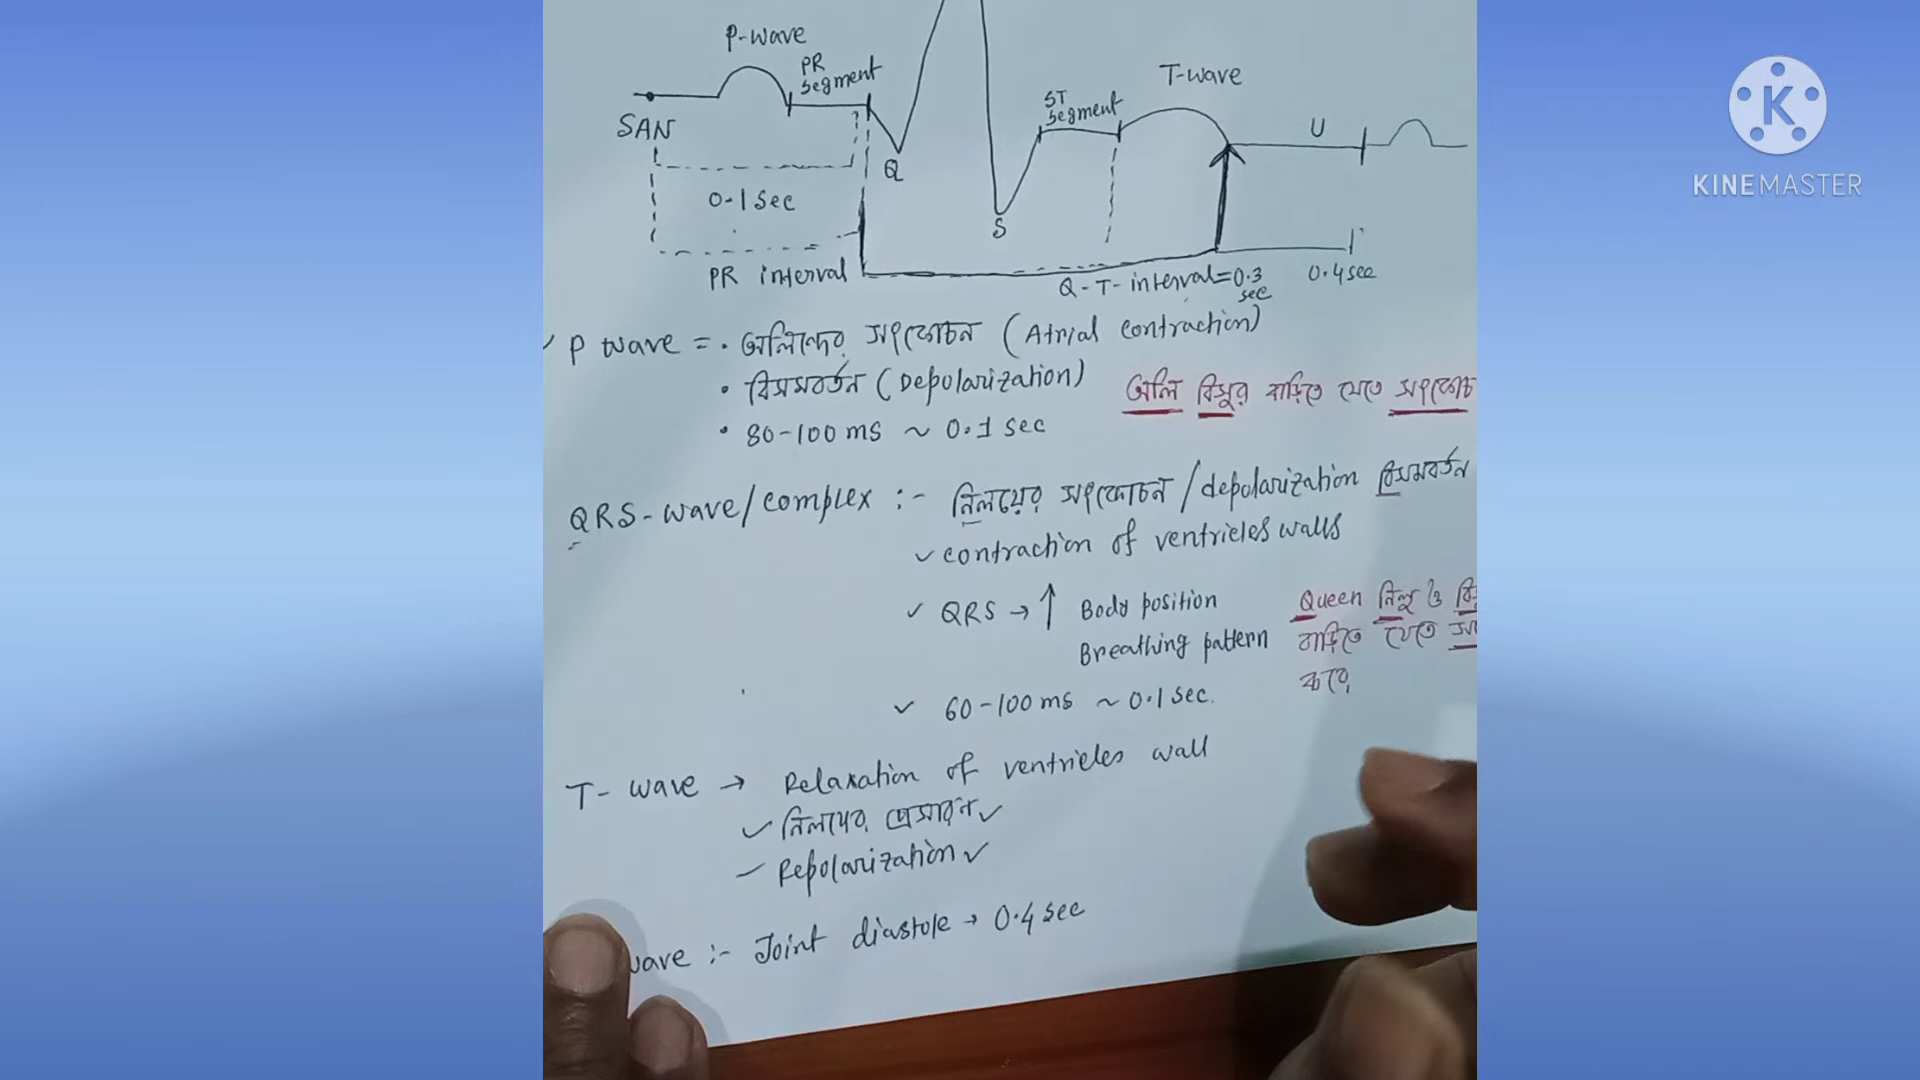 P-wave
PR
segment
T-wave
ST
segment
SAN
U
Q
0.1 sec
S
PR interval
Q-T-interval=0.3
sec
0.4 sec
P wave = • অলিন্দের সংকোচন (Atrial contraction)
• বিসমবর্তন (Depolarization)
অলি বিসুর বাড়িতে যেতে সংকোচ
• 80-100 ms ~ 0.1 sec
QRS-wave/complex :- নিলয়ের সংকোচন /depolarization বিসমবর্তন
✓ contraction of ventricles walls
✓ QRS → ↑ Body position
Breathing pattern
Queen নিলু ও
বাড়িতে যেতে
করে
✓ 60-100 ms ~ 0.1 sec.
T- wave → Relaxation of ventricles wall
✓ নিলয়ের প্রসারন ✓
- Repolarization ✓
wave :- Joint diastole → 0.4 sec
KINEMASTER